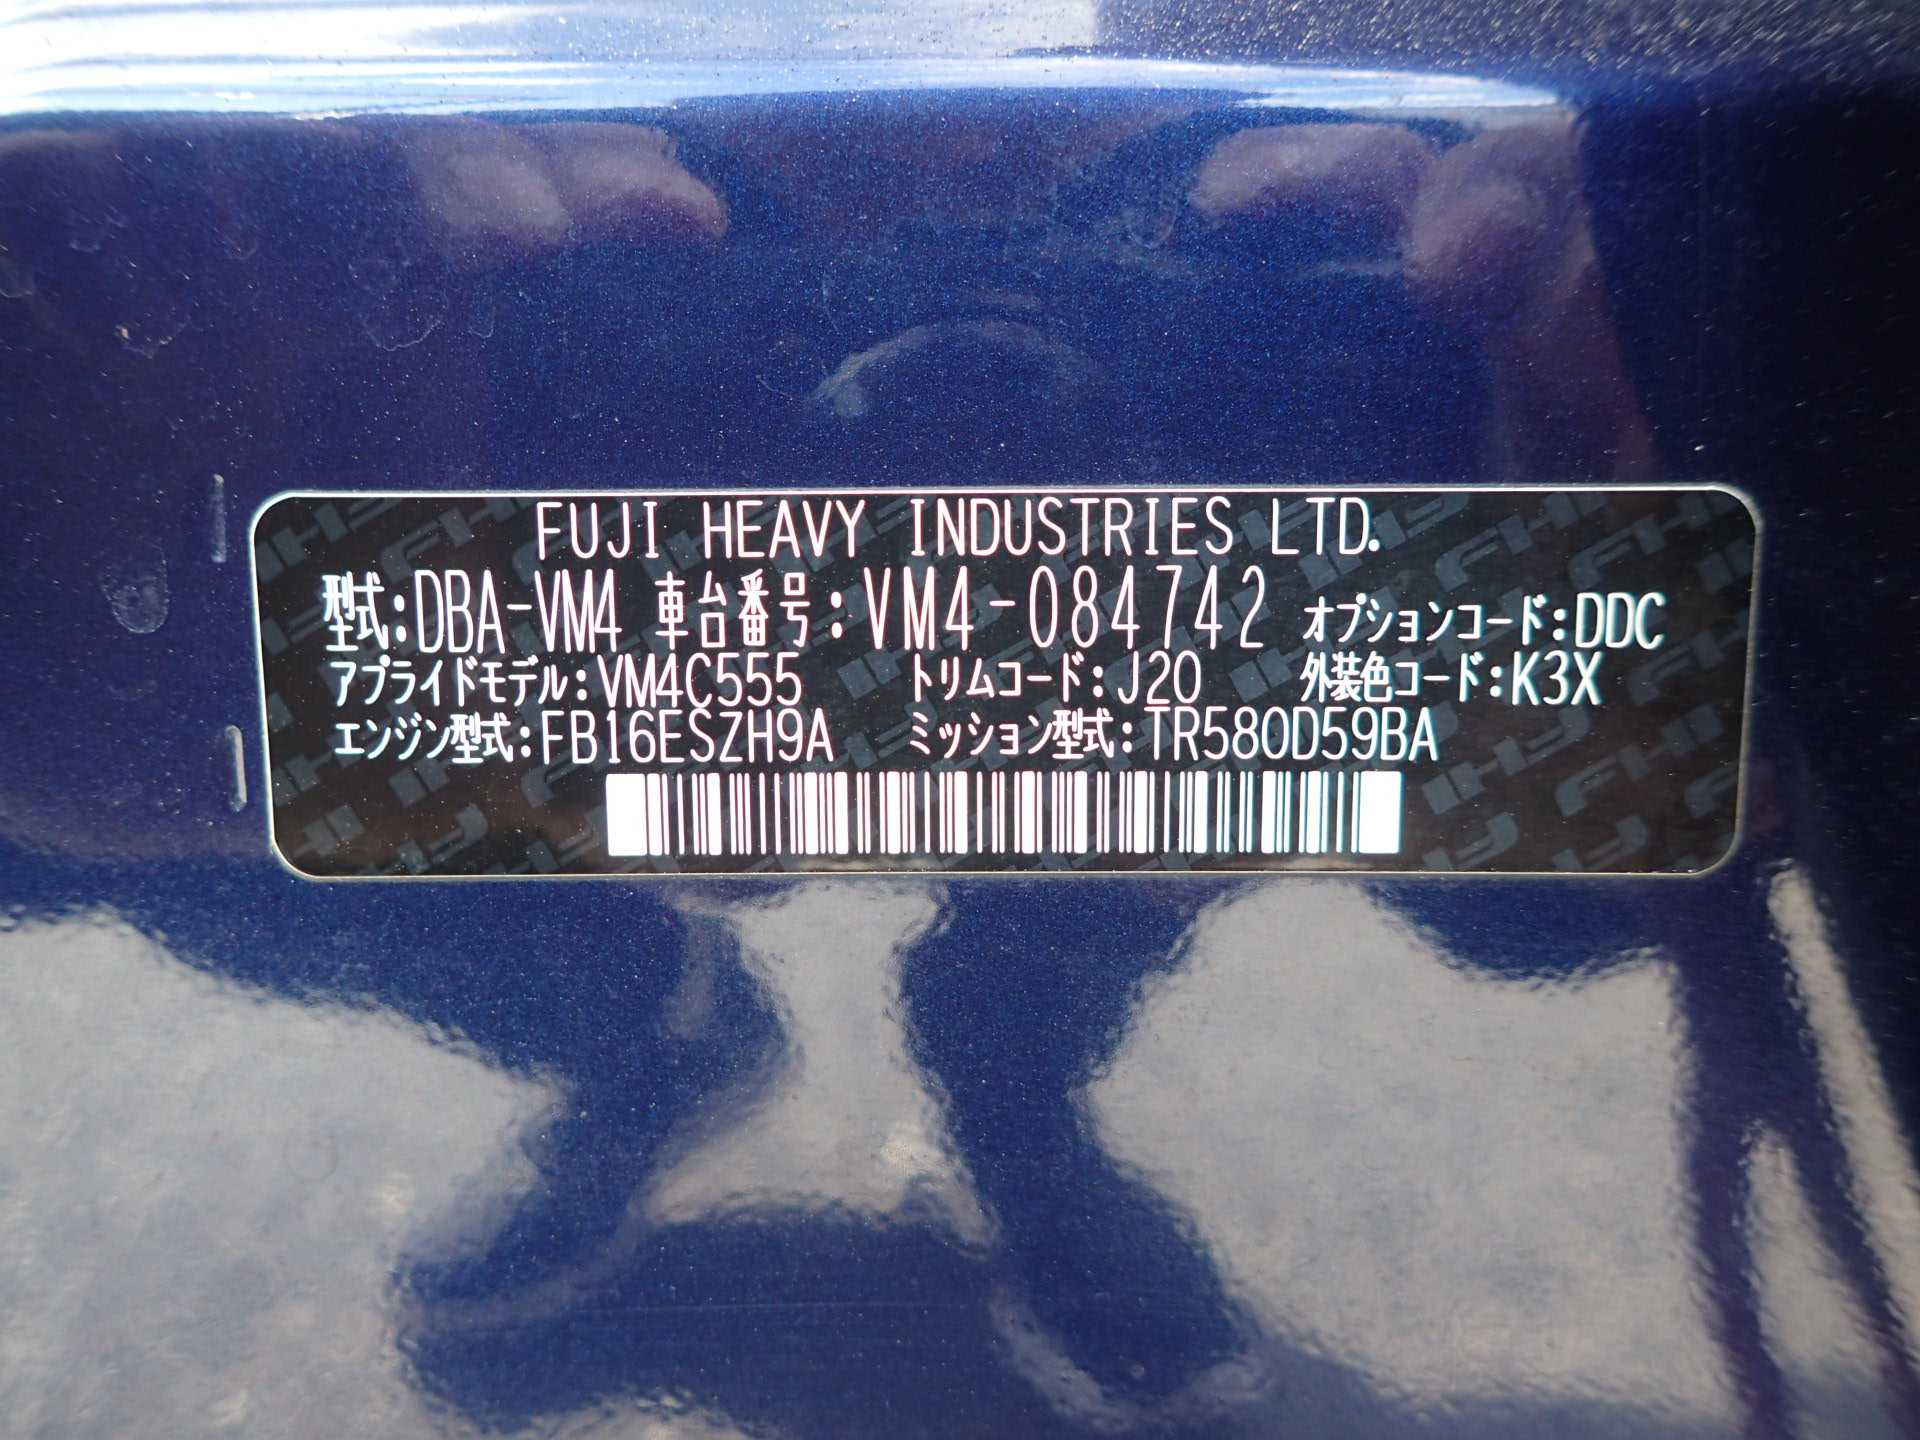 FUJI HEAVY INDUSTRIES LTD.
型式:DBA-VM4 車台番号:VM4-084742 オプションコード:DDC
アプライドモデル:VM4C555 トリムコード:J20 外装色コード:K3X
エンジン型式:FB16ESZH9A ミッション型式:TR580D59BA